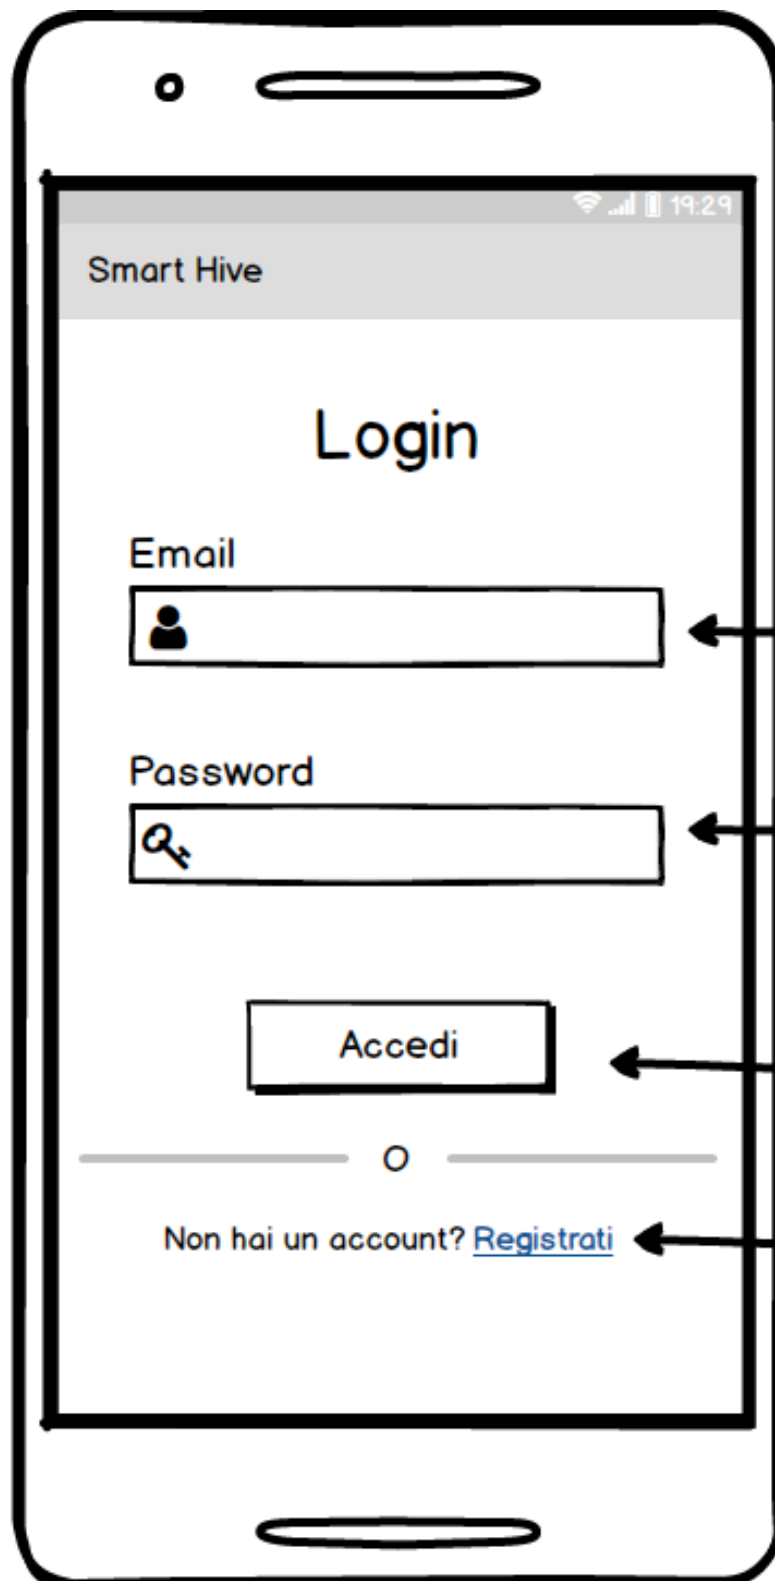 19:29
Smart Hive
Login
Email
Password
Accedi
O
Non hai un account? Registrati